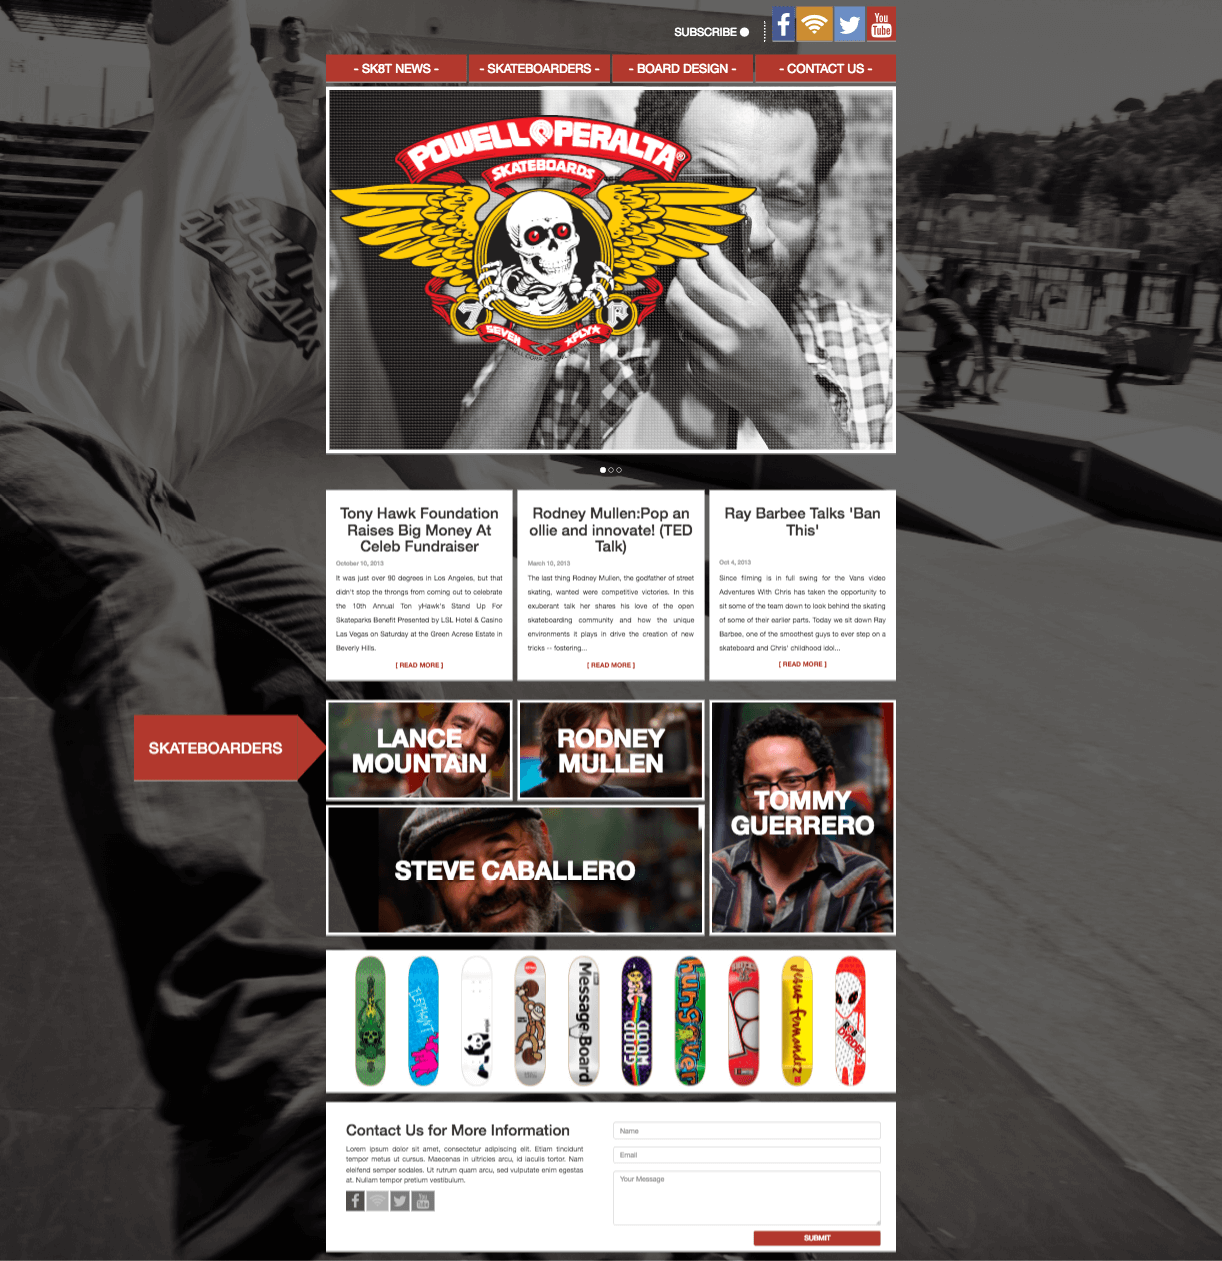 SUBSCRIBE
You
Tube
- SK8T NEWS -
- SKATEBOARDERS -
- BOARD DESIGN -
- CONTACT US -
POWELL PERALTA®
SKATEBOARDS
SEVEN
PLY
Tony Hawk Foundation
Raises Big Money At
Celeb Fundraiser
October 10, 2013
It was just over 90 degrees in Los Angeles, but that
didn't stop the throngs from coming out to celebrate
the 10th Annual Ton yHawk's Stand Up For
Skateparks Benefit Presented by LSL Hotel & Casino
Las Vegas on Saturday at the Green Acrese Estate in
Beverly Hills.
[ READ MORE ]
Rodney Mullen:Pop an
ollie and innovate! (TED
Talk)
March 10, 2013
The last thing Rodney Mullen, the godfather of street
skating, wanted were competitive victories. In this
exuberant talk her shares his love of the open
skateboarding community and how the unique
environments it plays in drive the creation of new
tricks -- fostering...
[ READ MORE ]
Ray Barbee Talks 'Ban
This'
Oct 4, 2013
Since filming is in full swing for the Vans video
Adventures With Chris has taken the opportunity to
sit some of the team down to look behind the skating
of some of their earlier parts. Today we sit down Ray
Barbee, one of the smoothest guys to ever step on a
skateboard and Chris' childhood idol...
[ READ MORE ]
SKATEBOARDERS
LANCE
MOUNTAIN
RODNEY
MULLEN
TOMMY
GUERRERO
STEVE CABALLERO
ELEPHANT
Message Board
GOOD
WOOD
hungover
Jesus Fernandez
DYRDEK
Contact Us for More Information
Lorem ipsum dolor sit amet, consectetur adipiscing elit. Etiam tincidunt
tempor metus ut cursus. Maecenas in ultricies arcu, id iaculis tortor. Nam
eleifend semper sodales. Ut rutrum quam arcu, sed vulputate enim egestas
at. Nullam tempor pretium vestibulum.
You
Tube
Name
Email
Your Message
SUBMIT